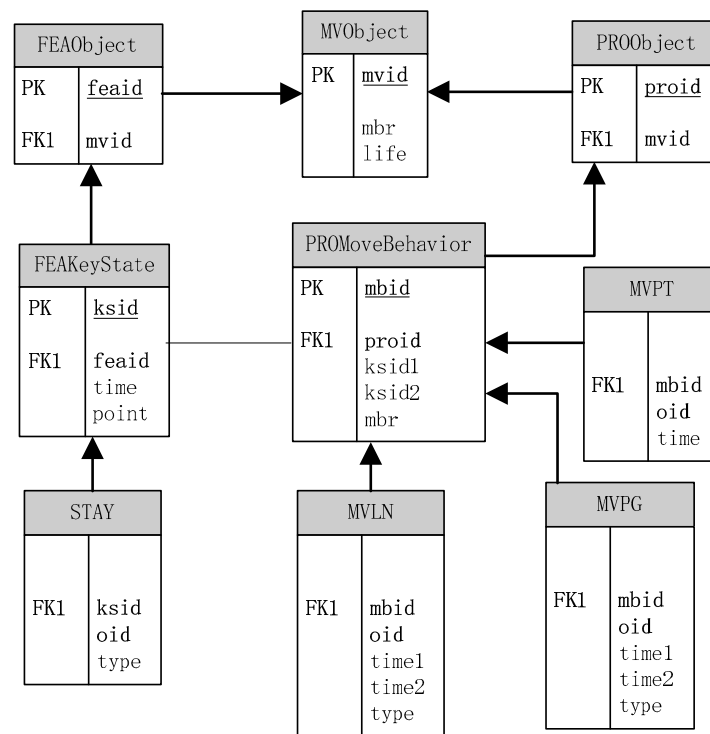 FEAObject
PK feaid
FK1 mvid
MVObject
PK mvid
mbr
life
PROObject
PK proid
FK1 mvid
FEAKeyState
PK ksid
FK1 feaid
time
point
PROMoveBehavior
PK mbid
FK1 proid
ksid1
ksid2
mbr
MVPT
FK1 mbid
oid
time
STAY
FK1 ksid
oid
type
MVLN
FK1 mbid
oid
time1
time2
type
MVPG
FK1 mbid
oid
time1
time2
type